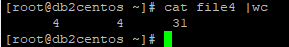 [root@db2centos ~]# cat file4 |wc
      4       4      31
[root@db2centos ~]#